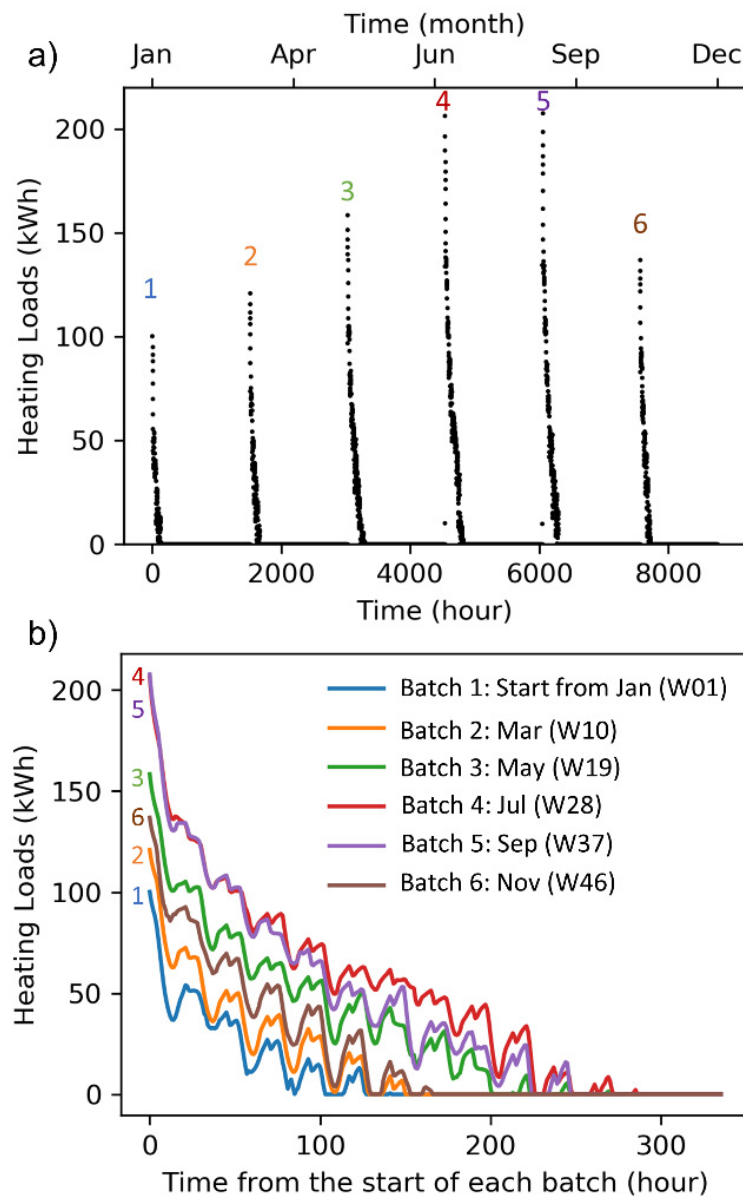 Time (month)
a)
Jan Apr Jun Sep Dec
Heating Loads (kWh)
200
150
100
50
0
1
2
3
4
5
6
0 2000 4000 6000 8000
Time (hour)
b)
Heating Loads (kWh)
200
150
100
50
0
4
5
3
6
2
1
Batch 1: Start from Jan (W01)
Batch 2: Mar (W10)
Batch 3: May (W19)
Batch 4: Jul (W28)
Batch 5: Sep (W37)
Batch 6: Nov (W46)
0 100 200 300
Time from the start of each batch (hour)